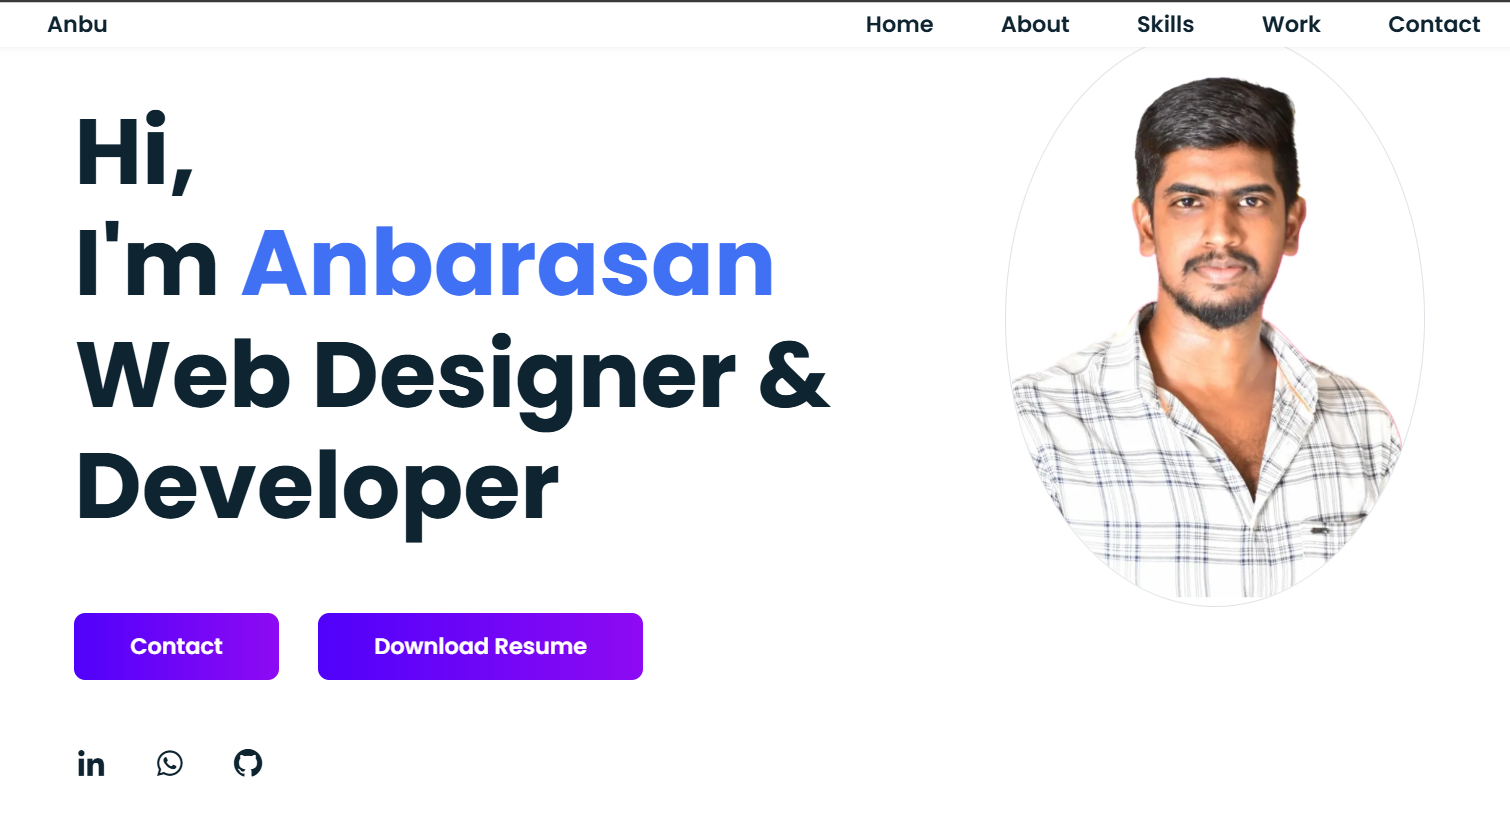 Anbu Home About Skills Work Contact
Hi,
I'm Anbarasan
Web Designer &
Developer
Contact Download Resume
in